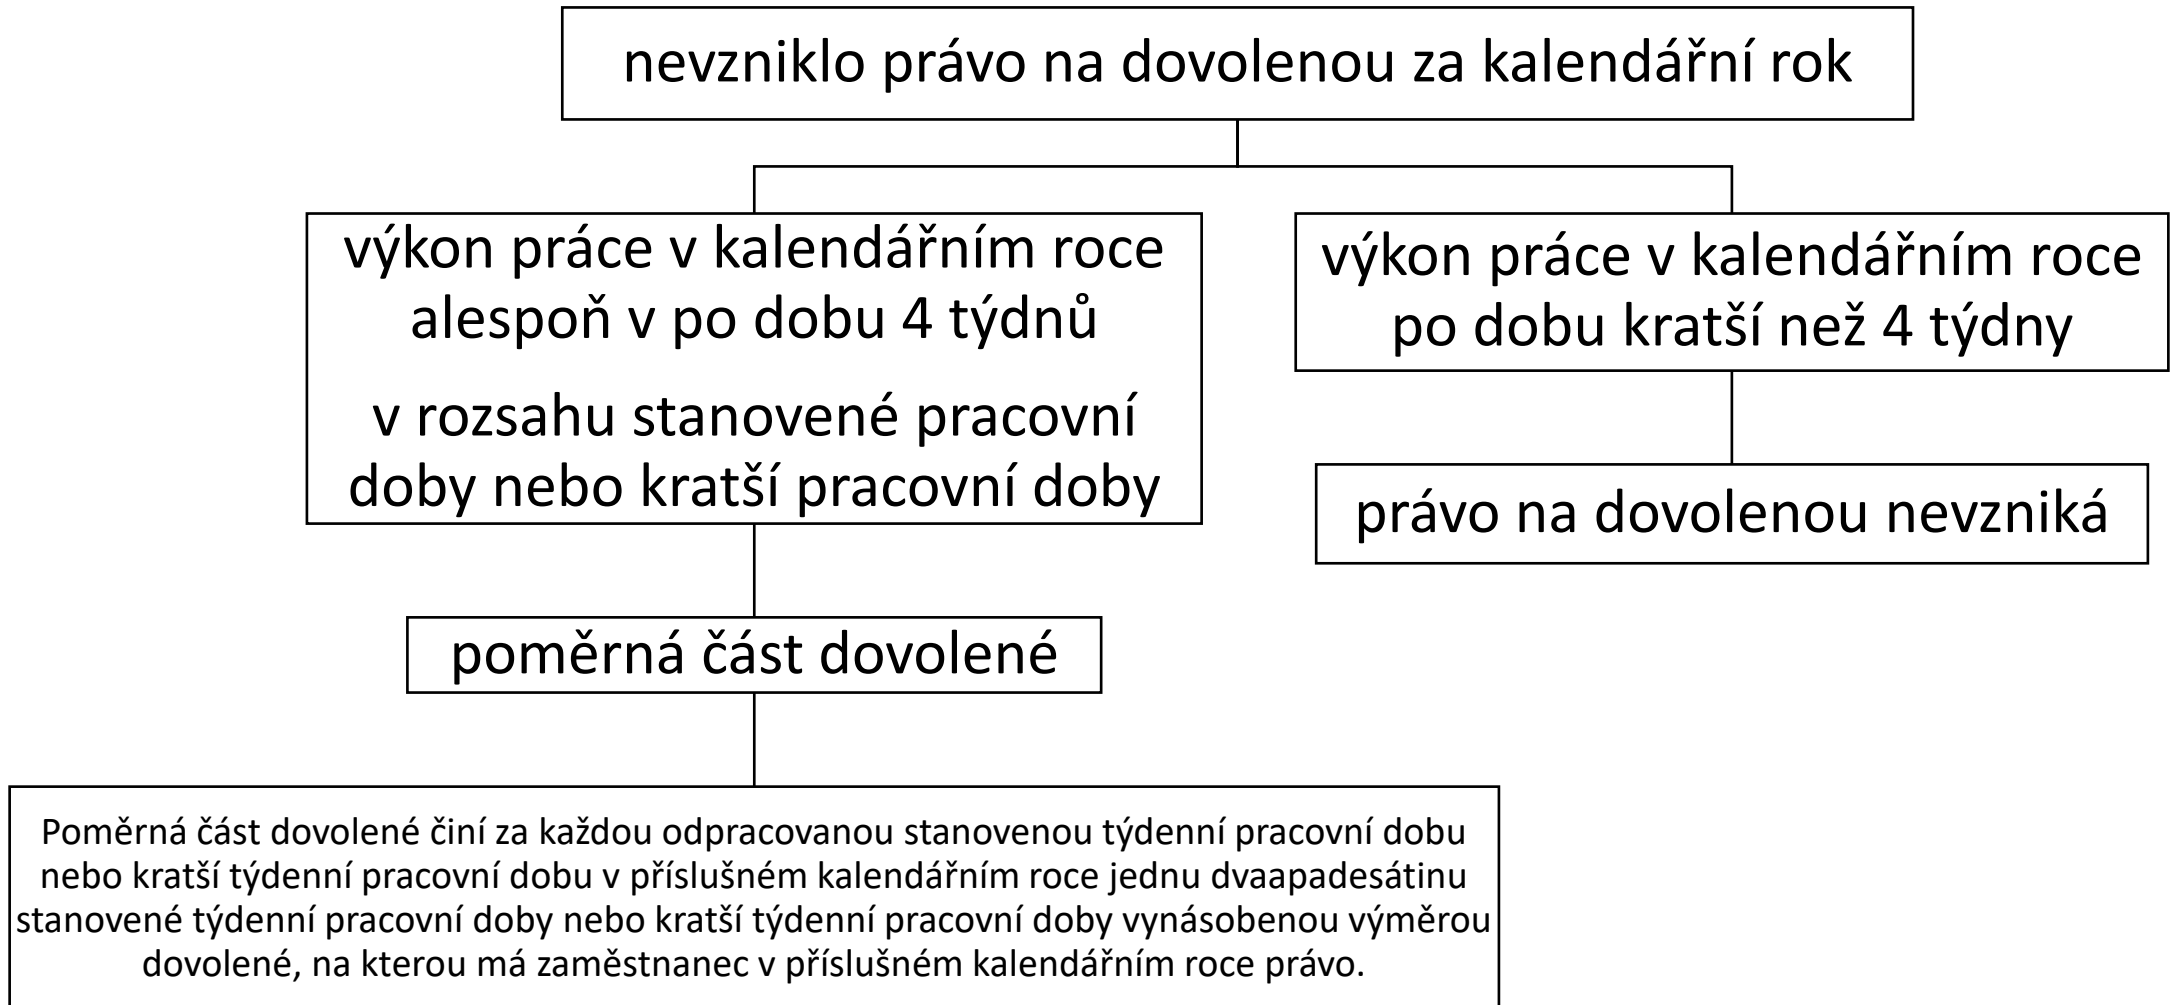 nevzniklo právo na dovolenou za kalendářní rok
výkon práce v kalendářním roce
alespoň v po dobu 4 týdnů
v rozsahu stanovené pracovní
doby nebo kratší pracovní doby
výkon práce v kalendářním roce
po dobu kratší než 4 týdny
právo na dovolenou nevzniká
poměrná část dovolené
Poměrná část dovolené činí za každou odpracovanou stanovenou týdenní pracovní dobu
nebo kratší týdenní pracovní dobu v příslušném kalendářním roce jednu dvaapadesátinu
stanovené týdenní pracovní doby nebo kratší týdenní pracovní doby vynásobenou výměrou
dovolené, na kterou má zaměstnanec v příslušném kalendářním roce právo.